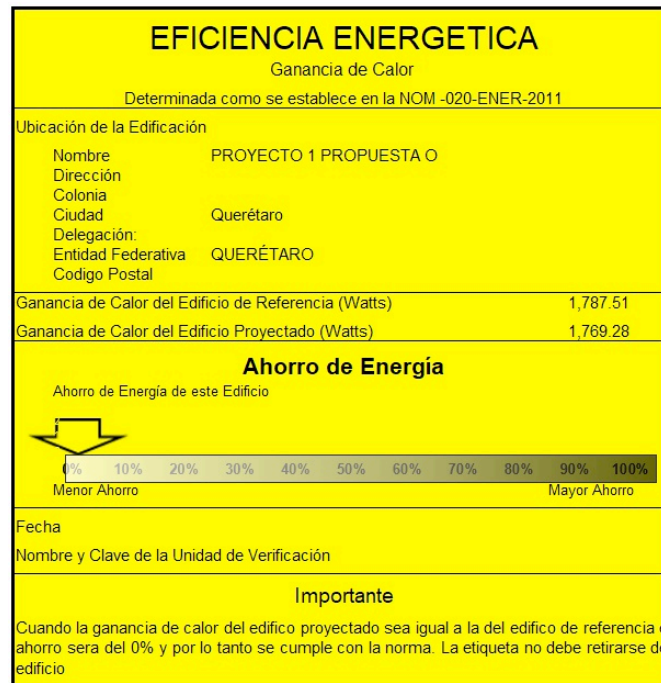 EFICIENCIA ENERGETICA
Ganancia de Calor
Determinada como se establece en la NOM -020-ENER-2011
Ubicación de la Edificación
Nombre PROYECTO 1 PROPUESTA O
Dirección
Colonia
Ciudad Querétaro
Delegación:
Entidad Federativa QUERÉTARO
Codigo Postal
Ganancia de Calor del Edificio de Referencia (Watts) 1,787.51
Ganancia de Calor del Edificio Proyectado (Watts) 1,769.28
Ahorro de Energía
Ahorro de Energía de este Edificio
0% 10% 20% 30% 40% 50% 60% 70% 80% 90% 100%
Menor Ahorro Mayor Ahorro
Fecha
Nombre y Clave de la Unidad de Verificación
Importante
Cuando la ganancia de calor del edifico proyectado sea igual a la del edifico de referencia
ahorro sera del 0% y por lo tanto se cumple con la norma. La etiqueta no debe retirarse
edificio